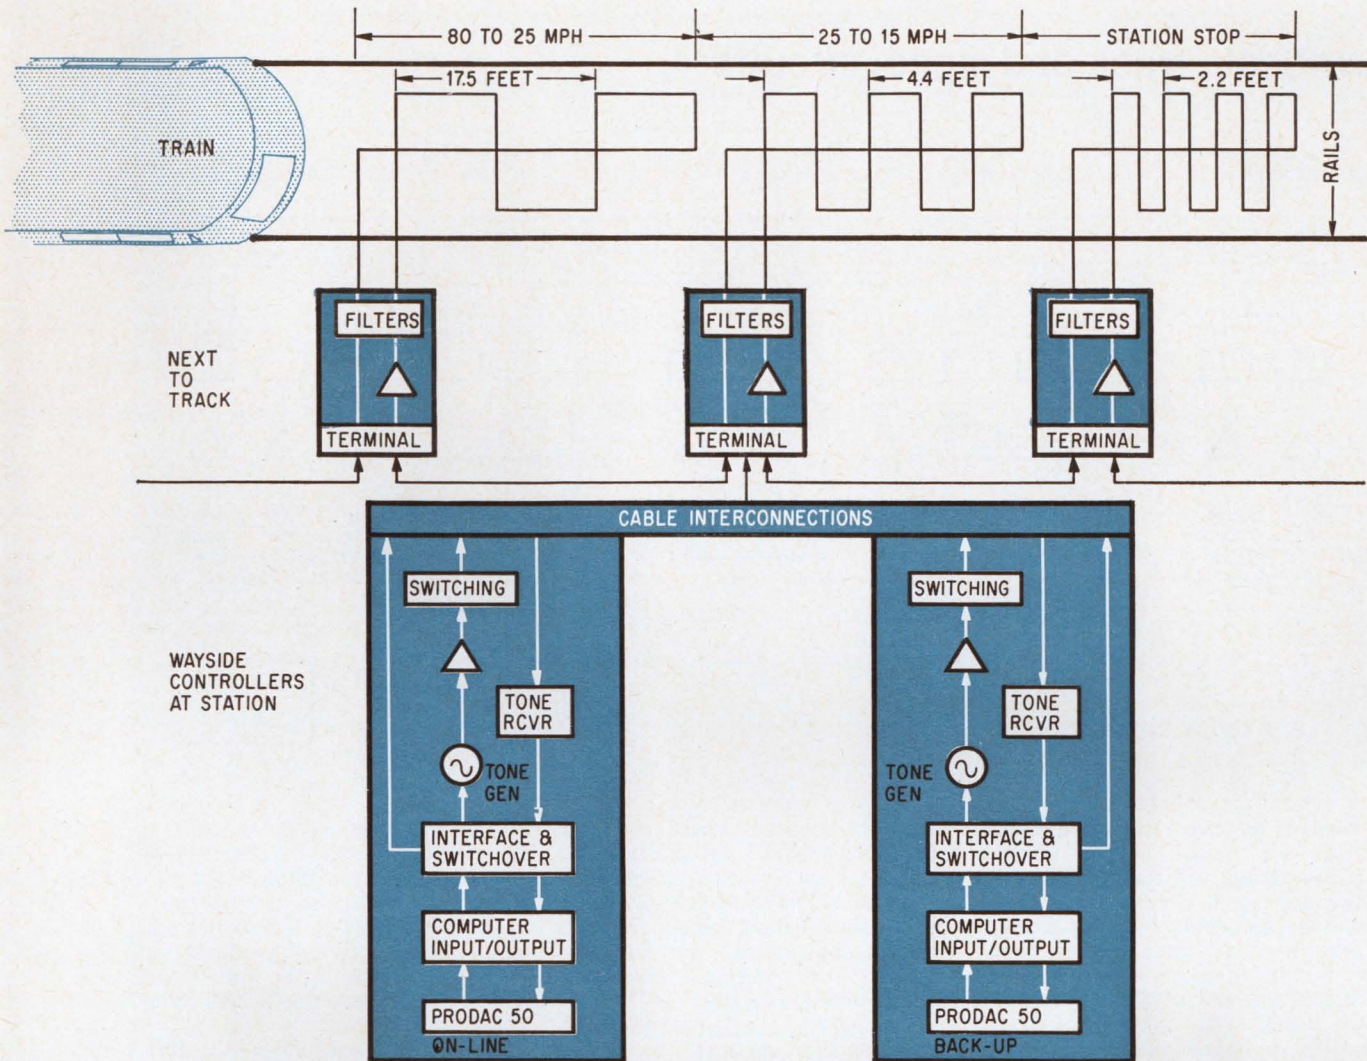 80 TO 25 MPH
25 TO 15 MPH
STATION STOP
17.5 FEET
4.4 FEET
2.2 FEET
TRAIN
RAILS
FILTERS
FILTERS
FILTERS
NEXT
TO
TRACK
TERMINAL
TERMINAL
TERMINAL
CABLE INTERCONNECTIONS
WAYSIDE
CONTROLLERS
AT STATION
SWITCHING
TONE
RCVR
TONE
GEN
INTERFACE &
SWITCHOVER
COMPUTER
INPUT/OUTPUT
PRODAC 50
ON-LINE
SWITCHING
TONE
RCVR
TONE
GEN
INTERFACE &
SWITCHOVER
COMPUTER
INPUT/OUTPUT
PRODAC 50
BACK-UP